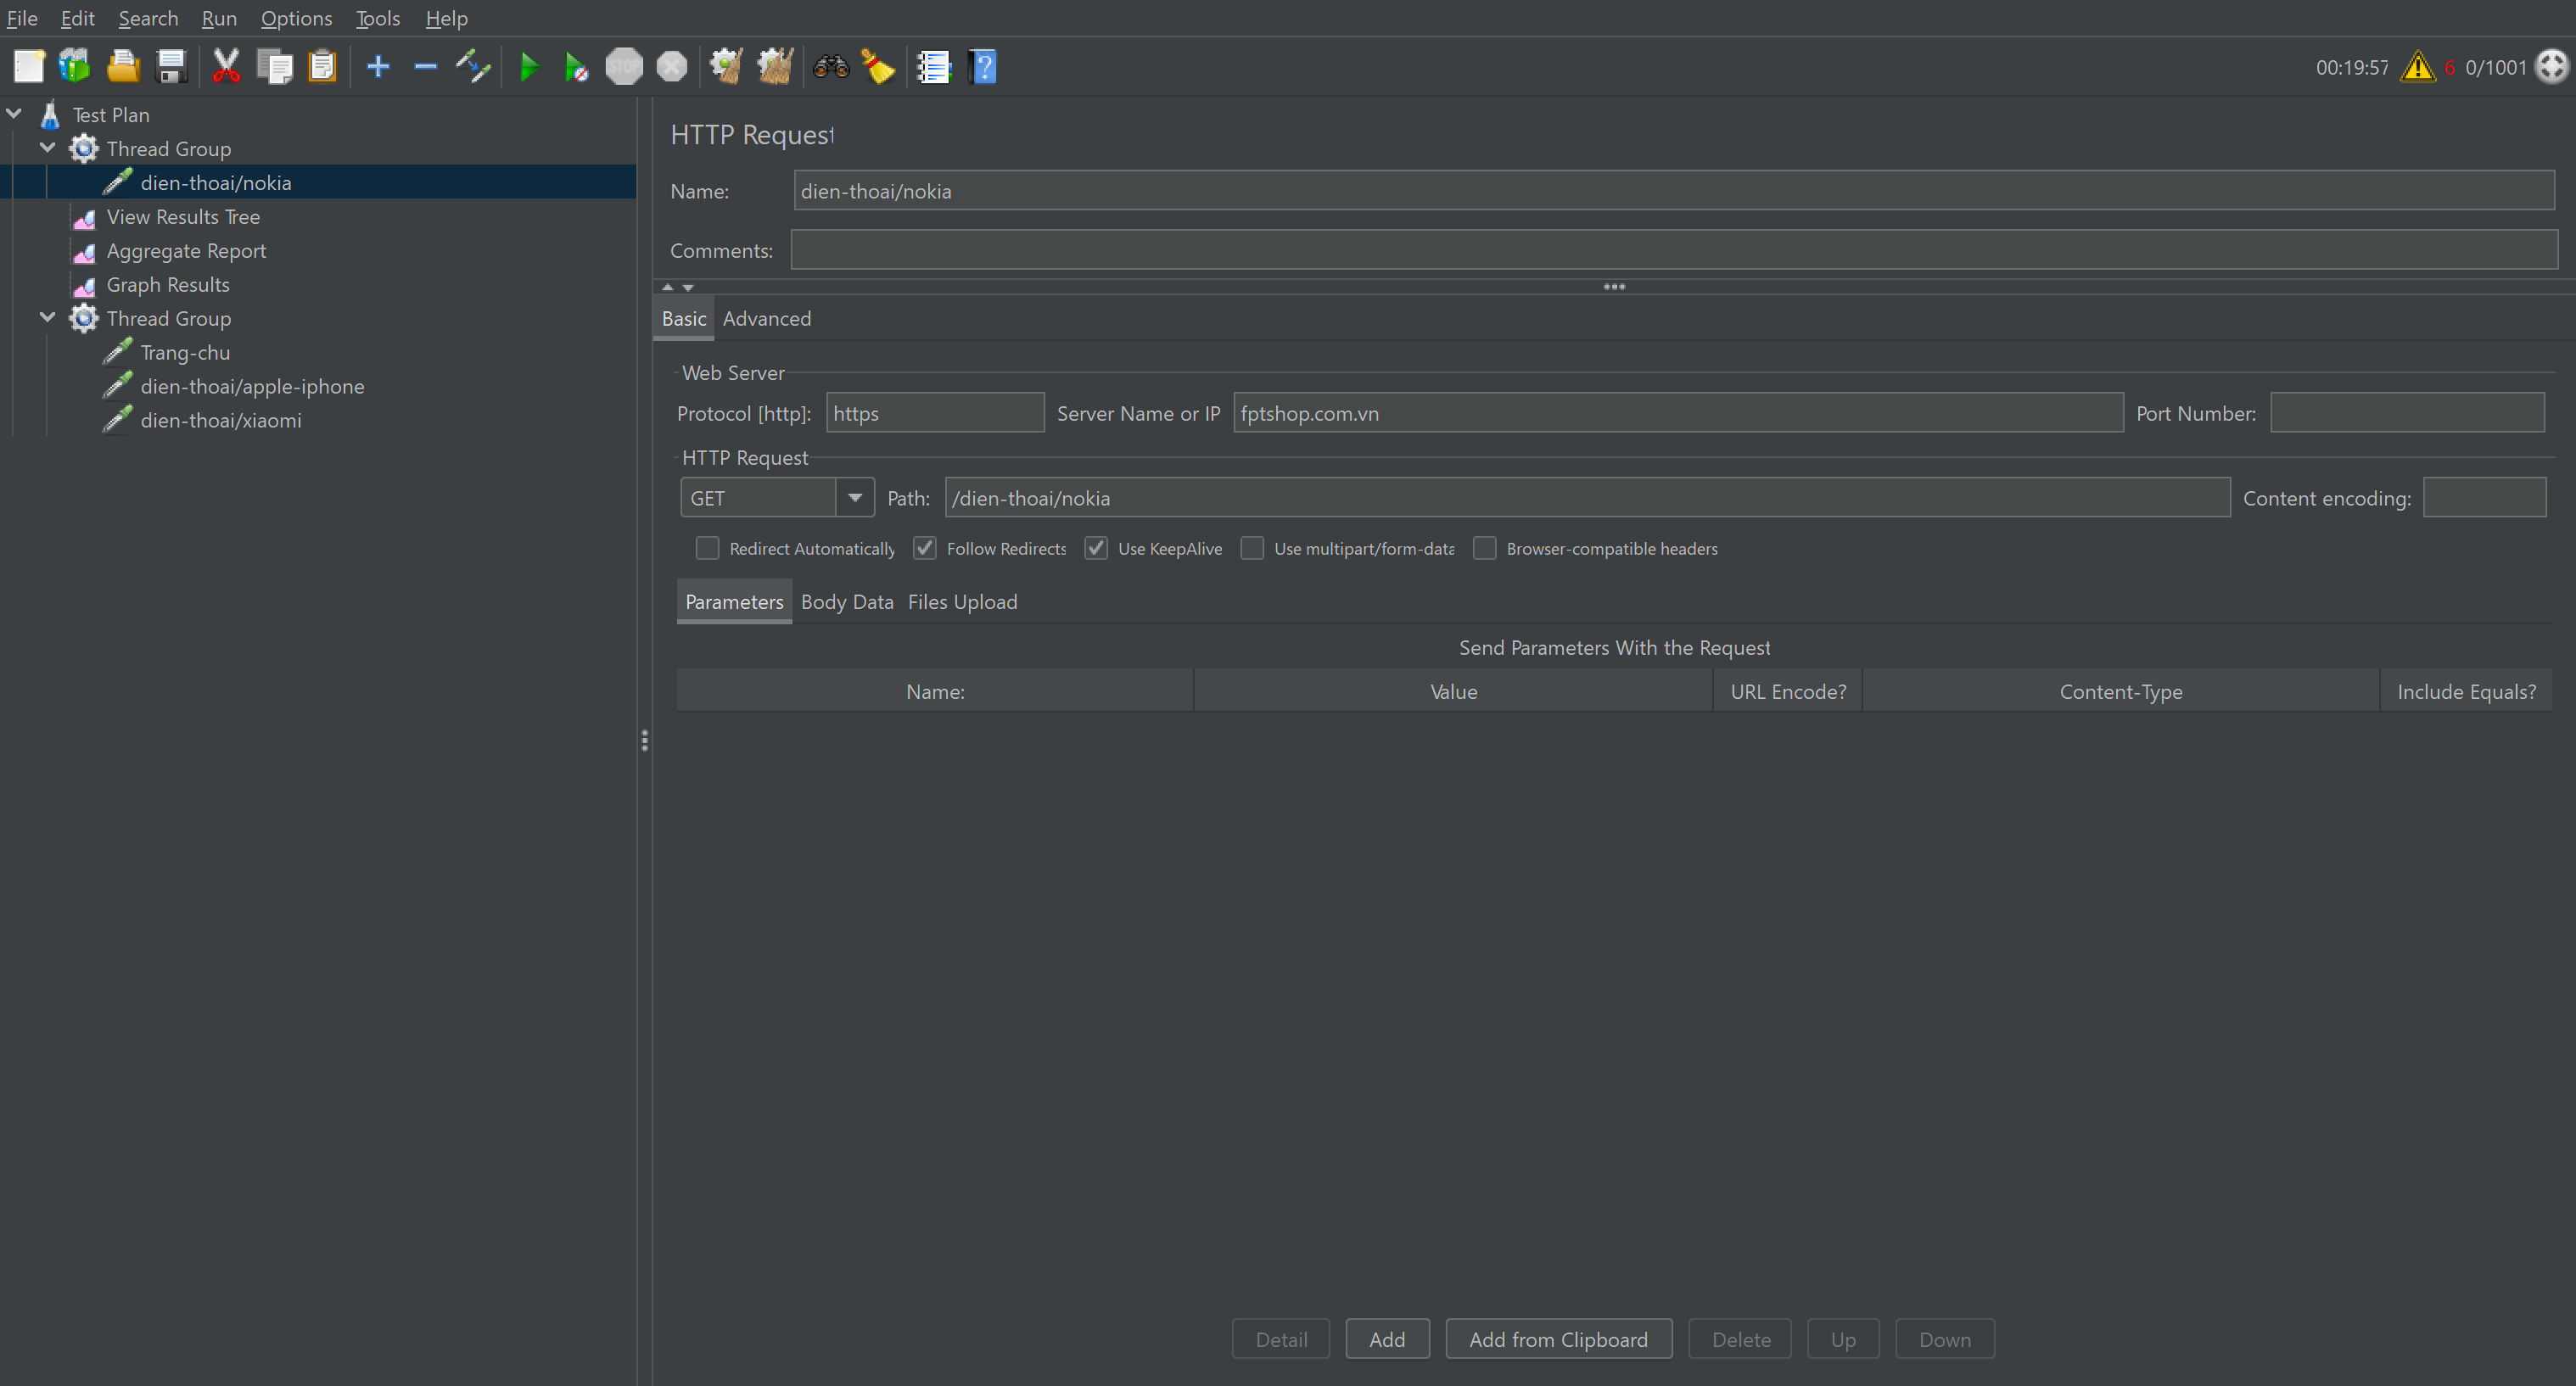 File Edit Search Run Options Tools Help
STOP ? 00:19:57 6 0/1001
Test Plan
Thread Group
dien-thoai/nokia
View Results Tree
Aggregate Report
Graph Results
Thread Group
Trang-chu
dien-thoai/apple-iphone
dien-thoai/xiaomi
HTTP Request
Name: dien-thoai/nokia
Comments:
Basic Advanced
Web Server
Protocol [http]: https Server Name or IP fptshop.com.vn Port Number:
HTTP Request
GET Path: /dien-thoai/nokia Content encoding:
Redirect Automatically Follow Redirects Use KeepAlive Use multipart/form-data Browser-compatible headers
Parameters Body Data Files Upload
Send Parameters With the Request
Name: Value URL Encode? Content-Type Include Equals?
Detail Add Add from Clipboard Delete Up Down